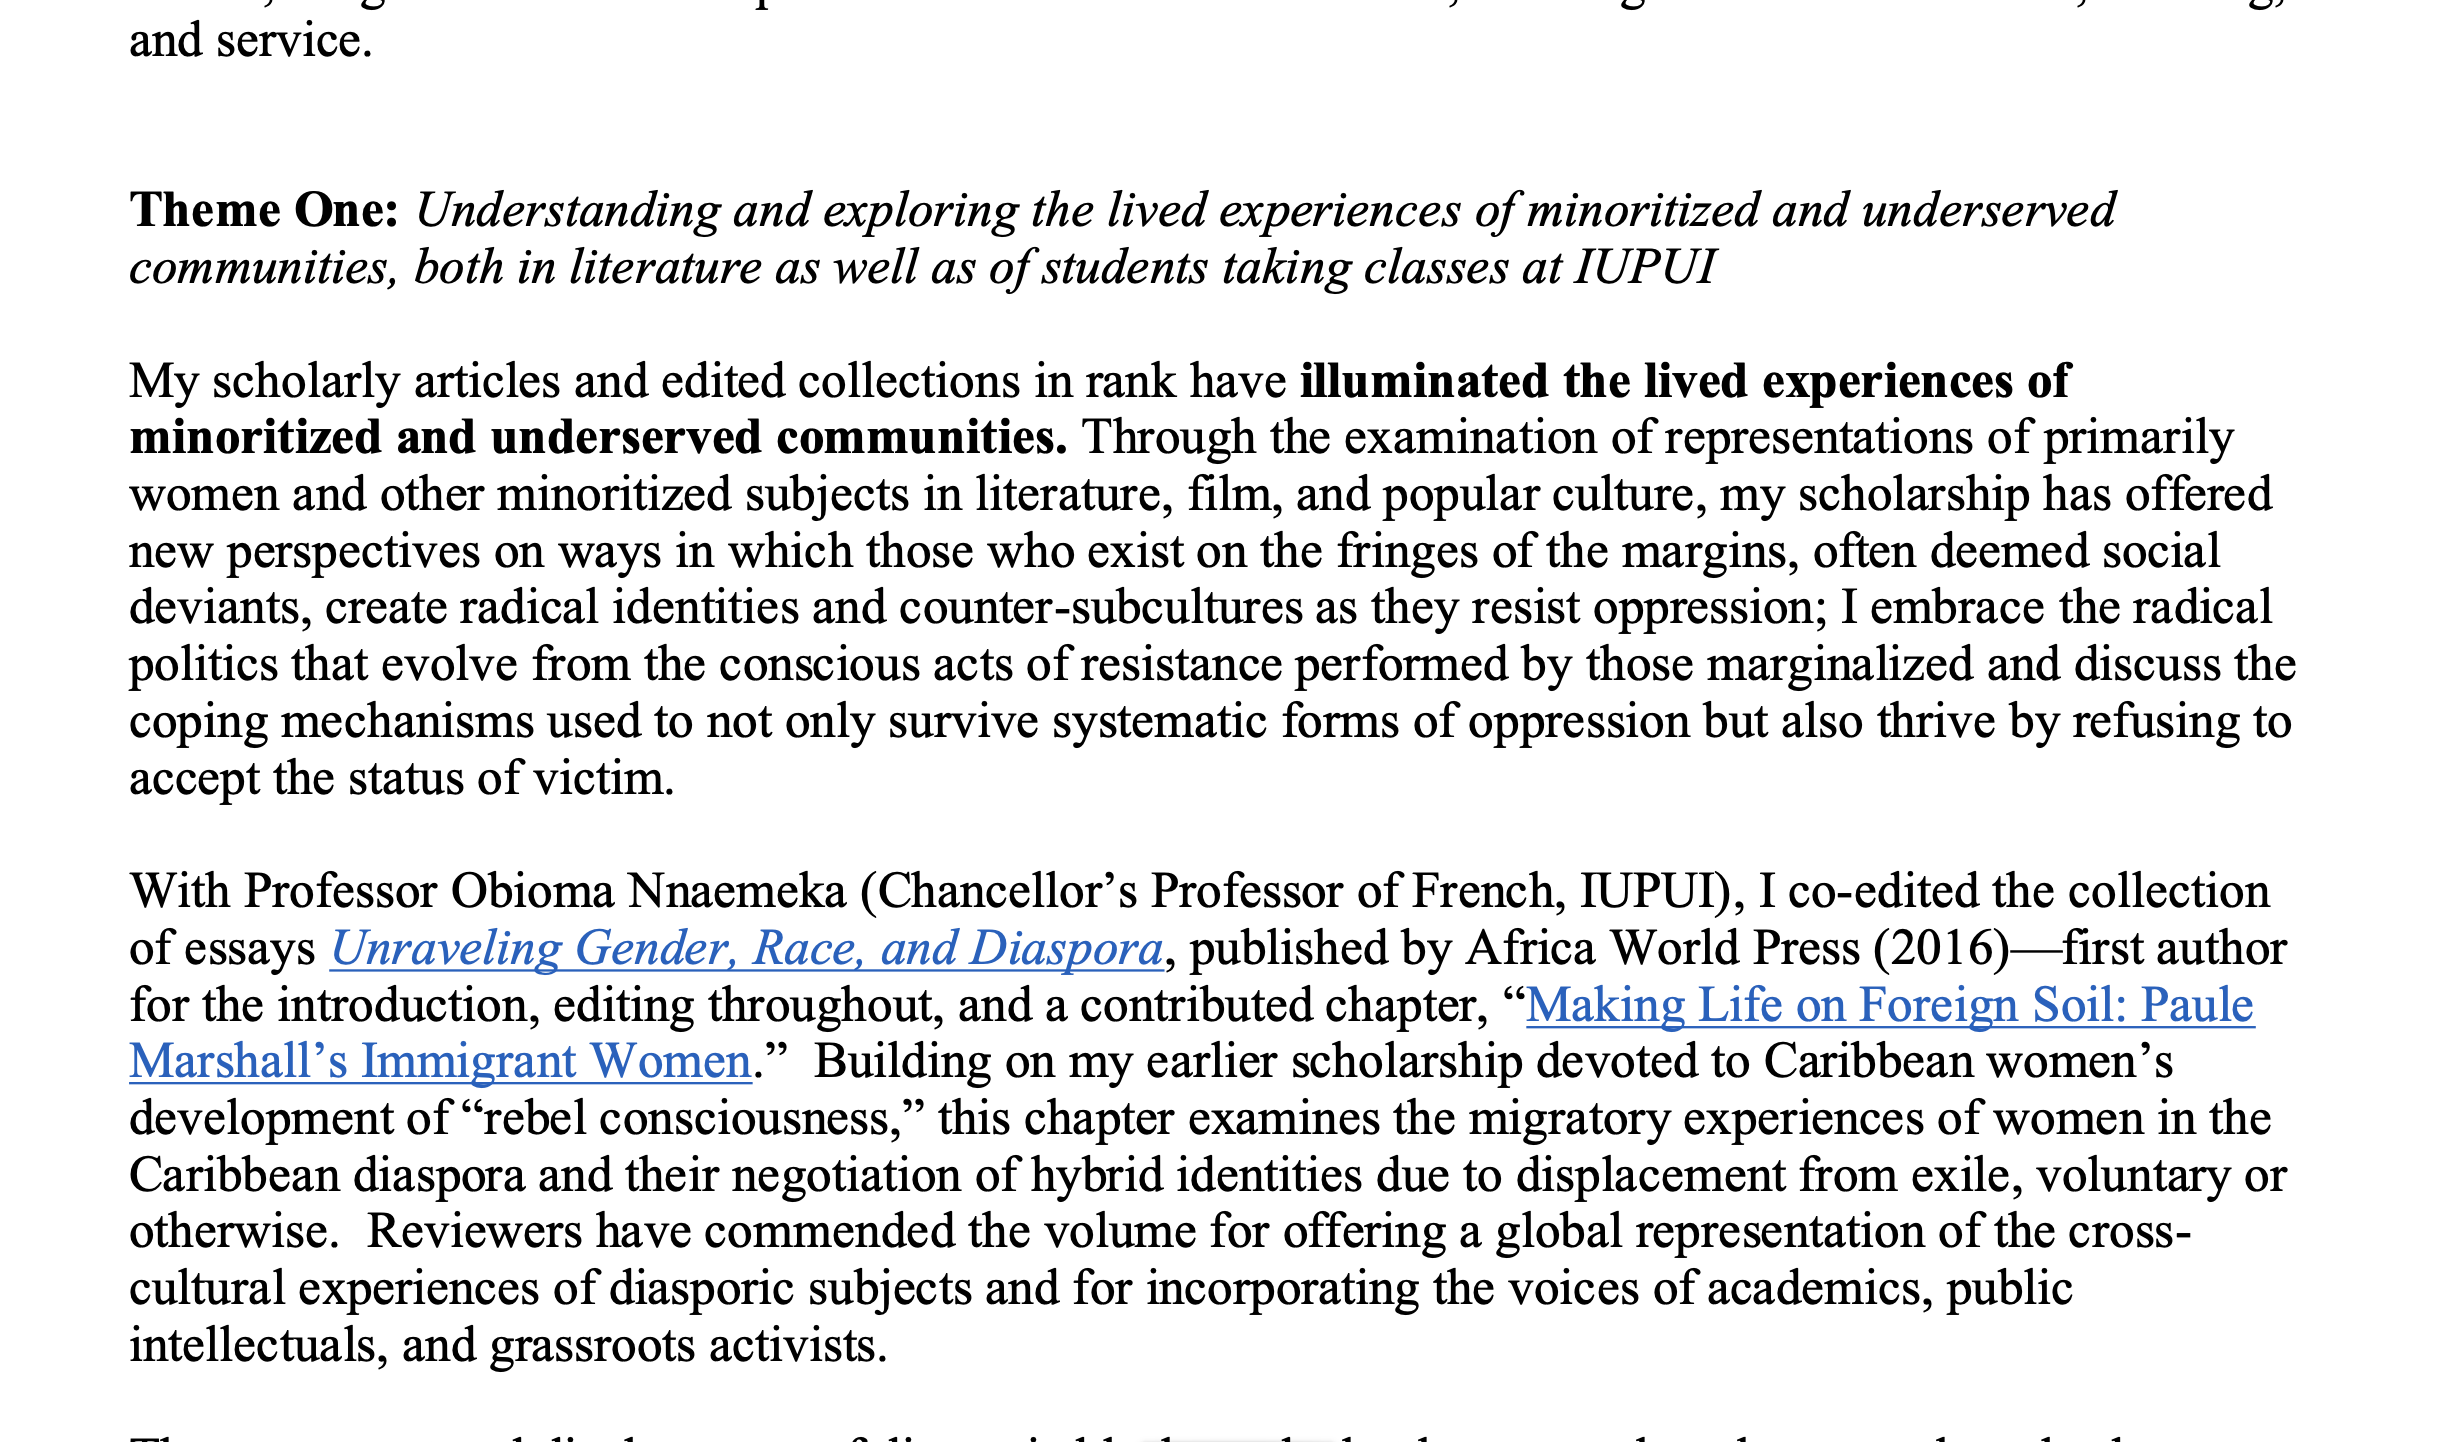 and service.
Theme One: Understanding and exploring the lived experiences of minoritized and underserved
communities, both in literature as well as of students taking classes at IUPUI
My scholarly articles and edited collections in rank have illuminated the lived experiences of
minoritized and underserved communities. Through the examination of representations of primarily
women and other minoritized subjects in literature, film, and popular culture, my scholarship has offered
new perspectives on ways in which those who exist on the fringes of the margins, often deemed social
deviants, create radical identities and counter-subcultures as they resist oppression; I embrace the radical
politics that evolve from the conscious acts of resistance performed by those marginalized and discuss the
coping mechanisms used to not only survive systematic forms of oppression but also thrive by refusing to
accept the status of victim.
With Professor Obioma Nnaemeka (Chancellor’s Professor of French, IUPUI), I co-edited the collection
of essays Unraveling Gender, Race, and Diaspora, published by Africa World Press (2016)—first author
for the introduction, editing throughout, and a contributed chapter, “Making Life on Foreign Soil: Paule
Marshall’s Immigrant Women.”  Building on my earlier scholarship devoted to Caribbean women’s
development of “rebel consciousness,” this chapter examines the migratory experiences of women in the
Caribbean diaspora and their negotiation of hybrid identities due to displacement from exile, voluntary or
otherwise.  Reviewers have commended the volume for offering a global representation of the cross-
cultural experiences of diasporic subjects and for incorporating the voices of academics, public
intellectuals, and grassroots activists.